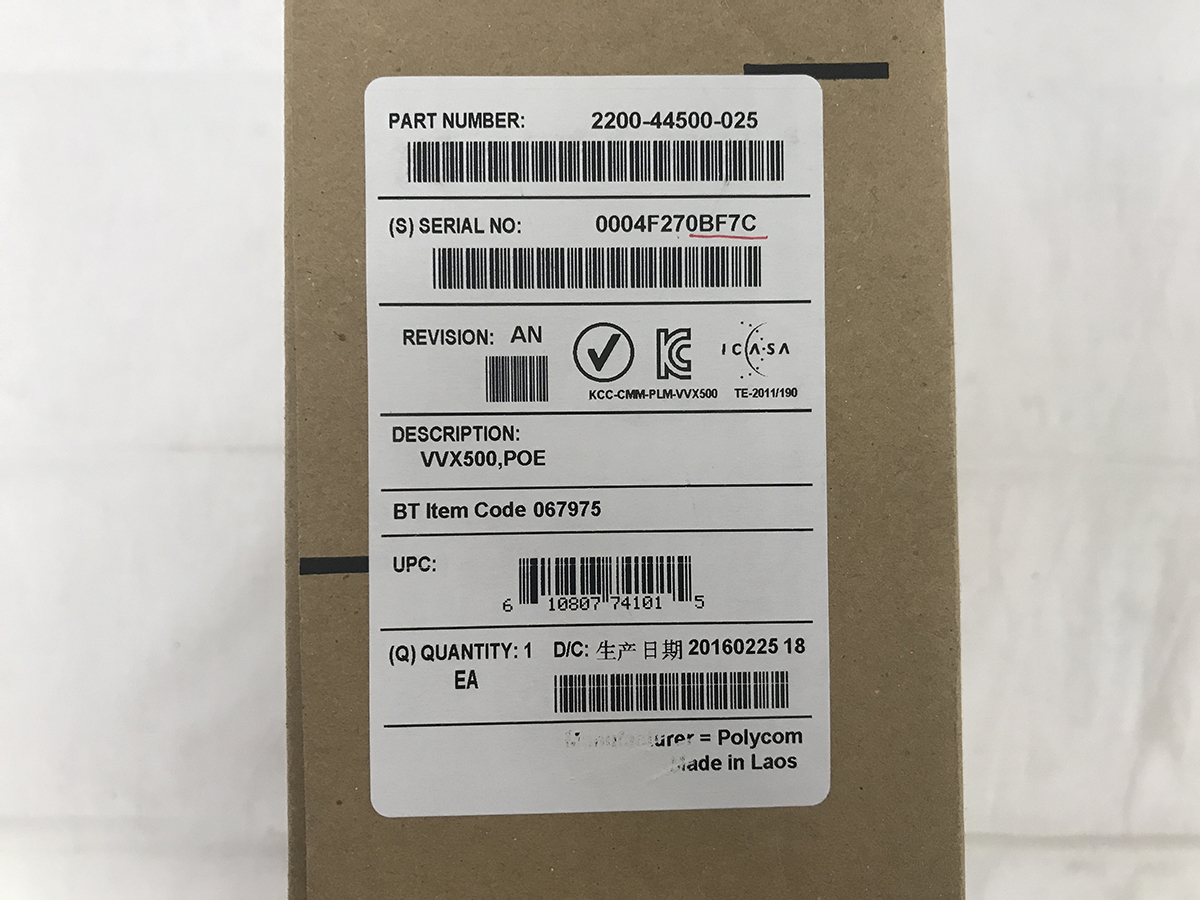 PART NUMBER: 2200-44500-025
(S) SERIAL NO: 0004F270BF7C
REVISION: AN
ICASA
KCC-CMM-PLM-VVX500 TE-2011/190
DESCRIPTION:
VVX500,POE
BT Item Code 067975
UPC:
6 10807 74101 5
(Q) QUANTITY: 1 D/C: 生产日期 20160225 18
EA
= Polycom
Made in Laos